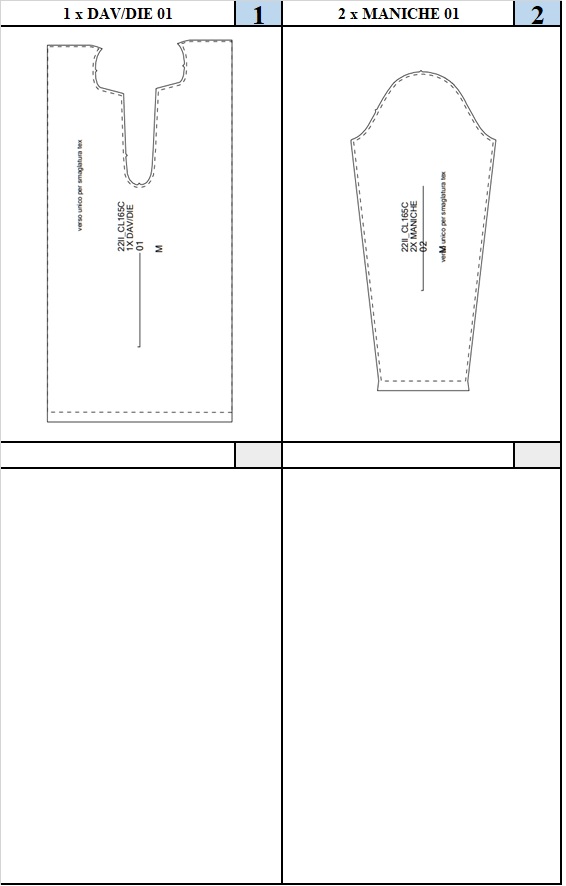 1 x DAV/DIE 01
1
2 x MANICHE 01
2
verso unico per smagliatura tex
22II_CL165C
1X DAV/DIE
01
M
22II_CL165C
2X MANICHE
02
M
verso unico per smagliatura tex